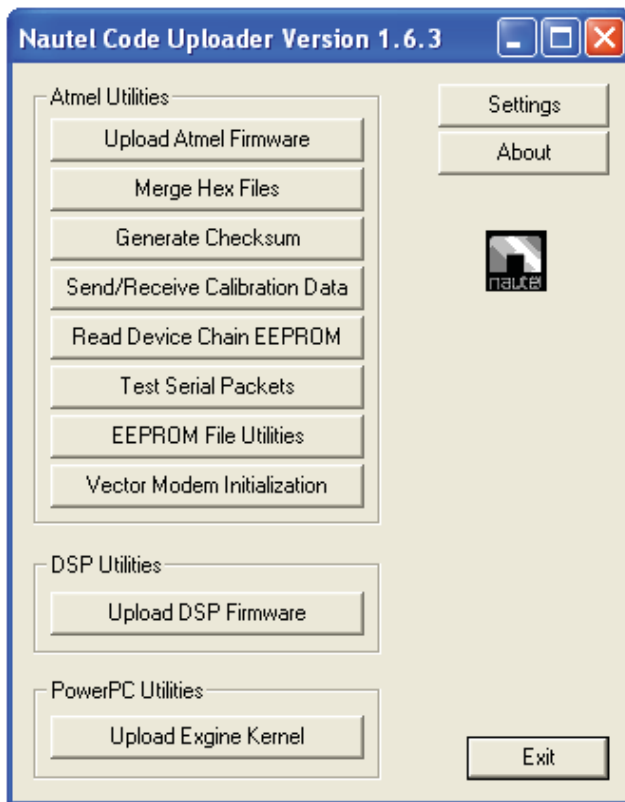 Nautel Code Uploader Version 1.6.3
Atmel Utilities
Upload Atmel Firmware
Merge Hex Files
Generate Checksum
Send/Receive Calibration Data
Read Device Chain EEPROM
Test Serial Packets
EEPROM File Utilities
Vector Modem Initialization
Settings
About
nautel
DSP Utilities
Upload DSP Firmware
PowerPC Utilities
Upload Exgine Kernel
Exit